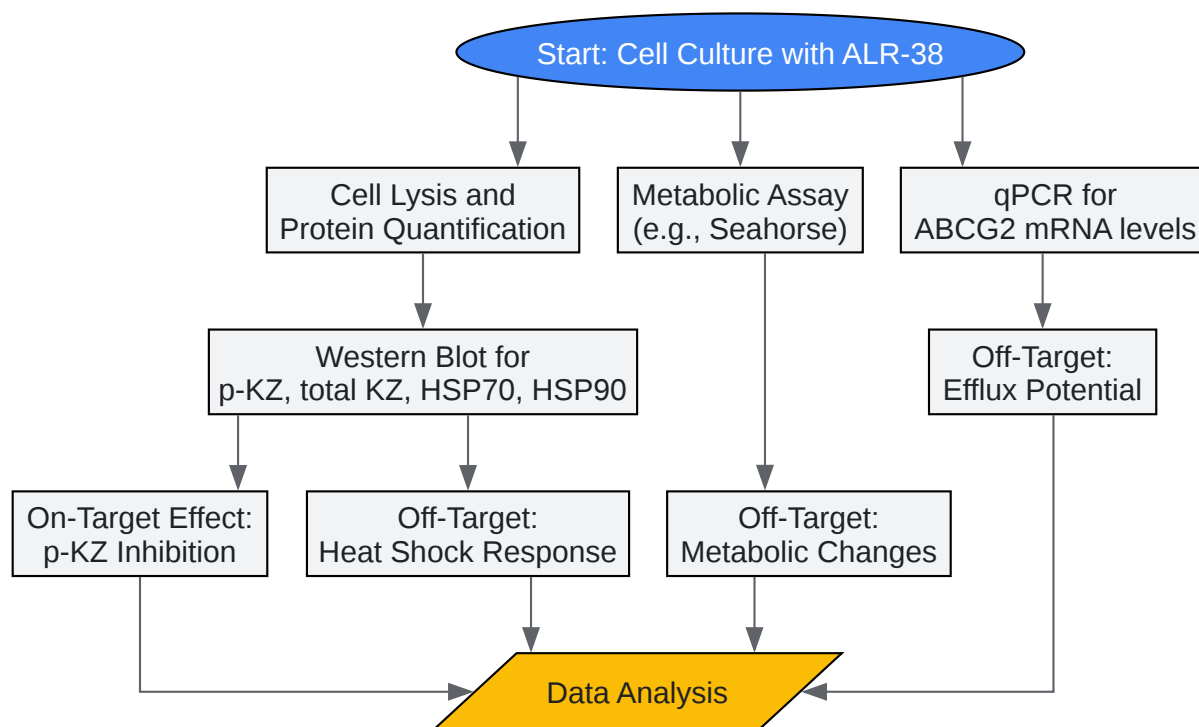 Start: Cell Culture with ALR-38
Cell Lysis and
Protein Quantification
Metabolic Assay
(e.g., Seahorse)
qPCR for
ABCG2 mRNA levels
Western Blot for
p-KZ, total KZ, HSP70, HSP90
Off-Target:
Efflux Potential
On-Target Effect:
p-KZ Inhibition
Off-Target:
Heat Shock Response
Off-Target:
Metabolic Changes
Data Analysis